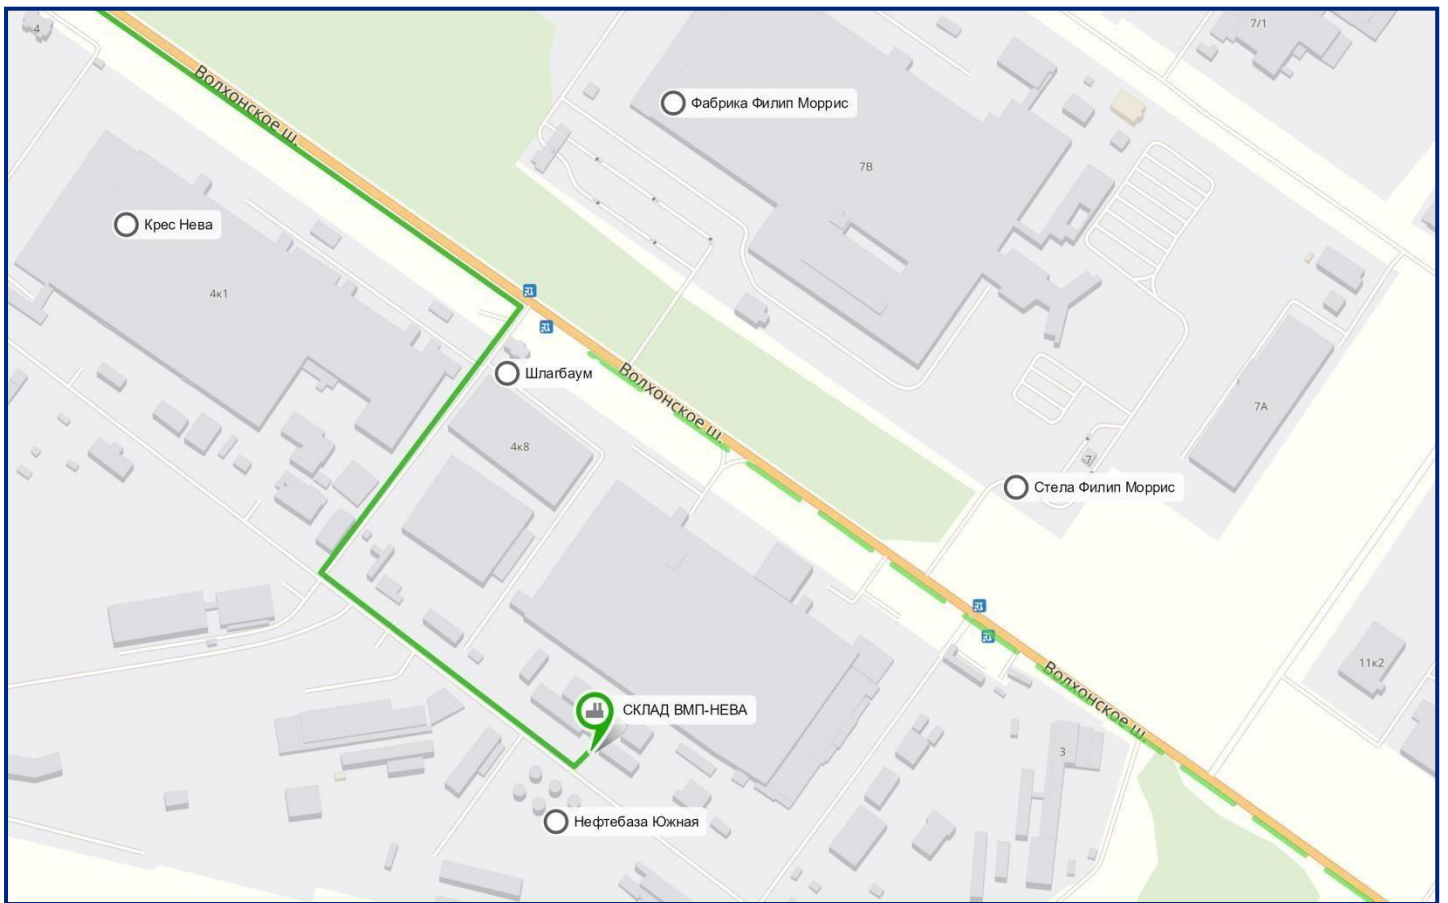 4
7/1
Волхонское ш.
Фабрика Филип Моррис
7В
Крес Нева
4к1
Шлагбаум
Волхонское ш.
7А
4к8
7
Стела Филип Моррис
11к2
Волхонское ш.
СКЛАД ВМП-НЕВА
3
Нефтебаза Южная